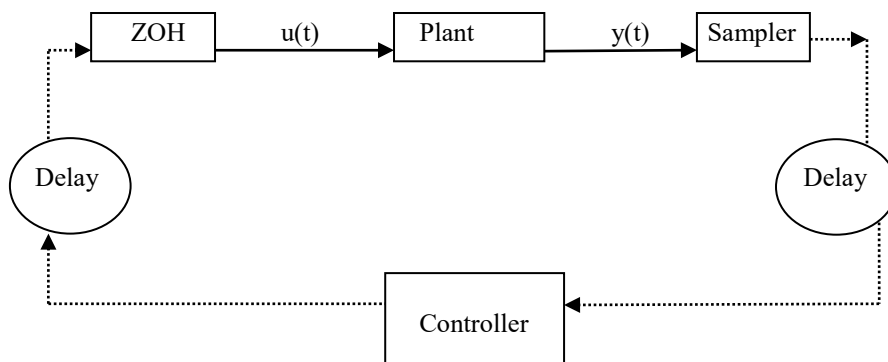 ZOH
u(t)
Plant
y(t)
Sampler
Delay
Delay
Controller